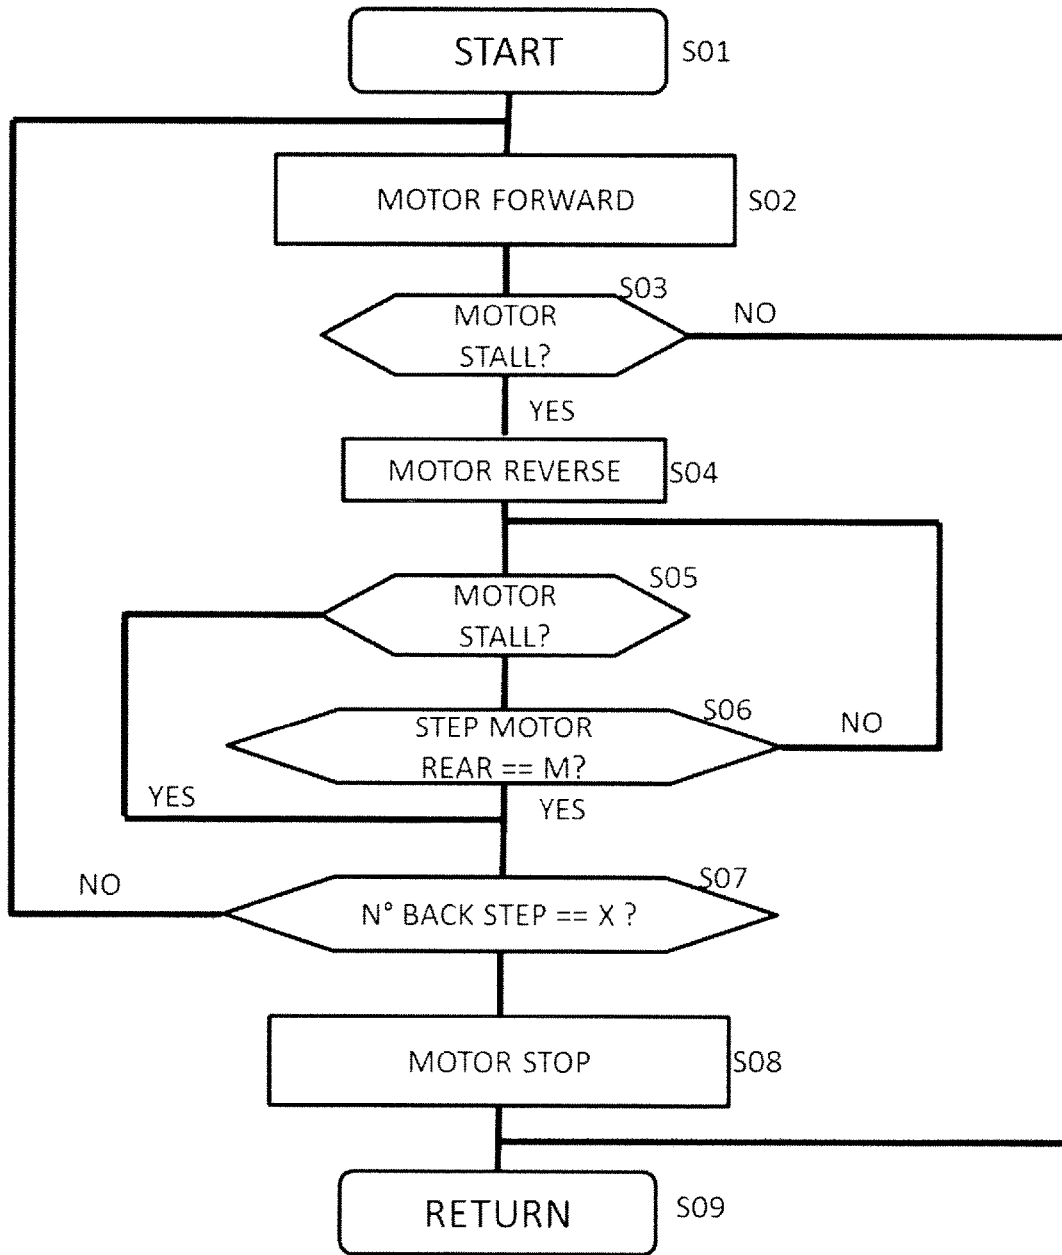 START
S01
MOTOR FORWARD
S02
S03
MOTOR
STALL?
NO
YES
MOTOR REVERSE
S04
S05
MOTOR
STALL?
S06
STEP MOTOR
REAR == M?
NO
YES
YES
S07
NO
N° BACK STEP == X ?
MOTOR STOP
S08
RETURN
S09